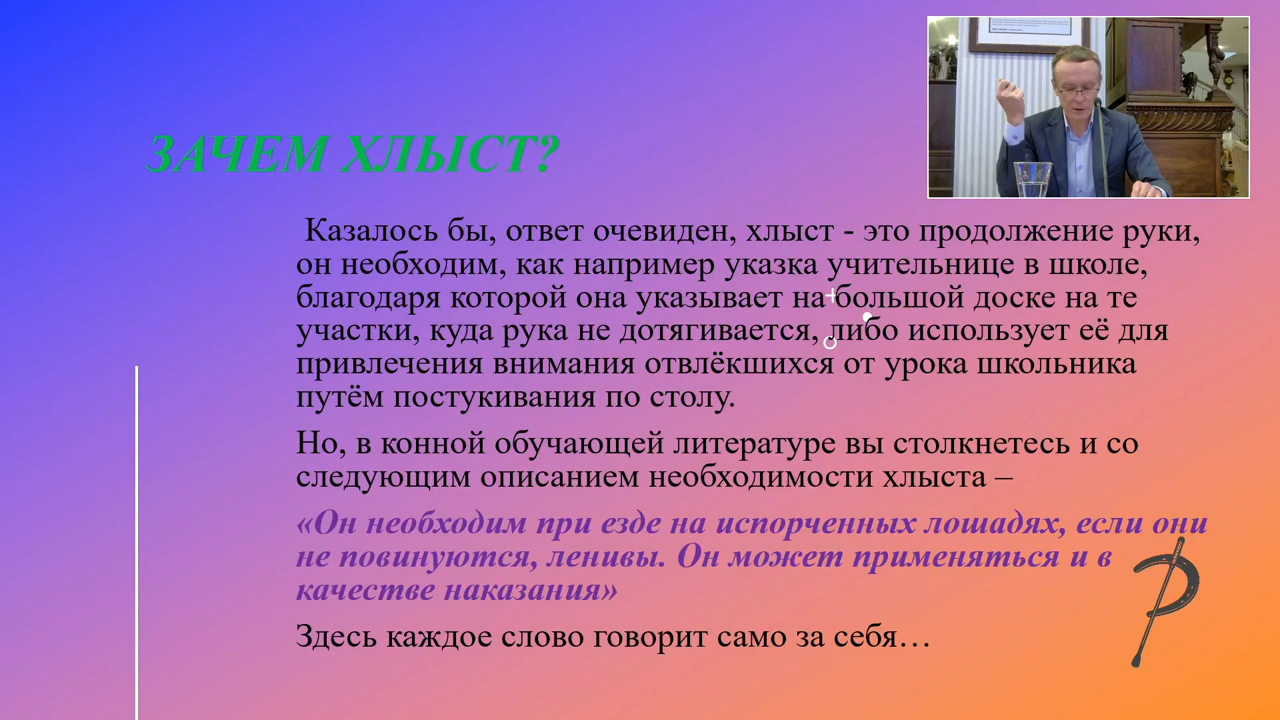 ЗАЧЕМ ХЛЫСТ?
Казалось бы, ответ очевиден, хлыст - это продолжение руки,
он необходим, как например указка учительнице в школе,
благодаря которой она указывает на большой доске на те
участки, куда рука не дотягивается, либо использует её для
привлечения внимания отвлёкшихся от урока школьника
путём постукивания по столу.
Но, в конной обучающей литературе вы столкнетесь и со
следующим описанием необходимости хлыста –
«Он необходим при езде на испорченных лошадях, если они
не повинуются, ленивы. Он может применяться и в
качестве наказания»
Здесь каждое слово говорит само за себя…